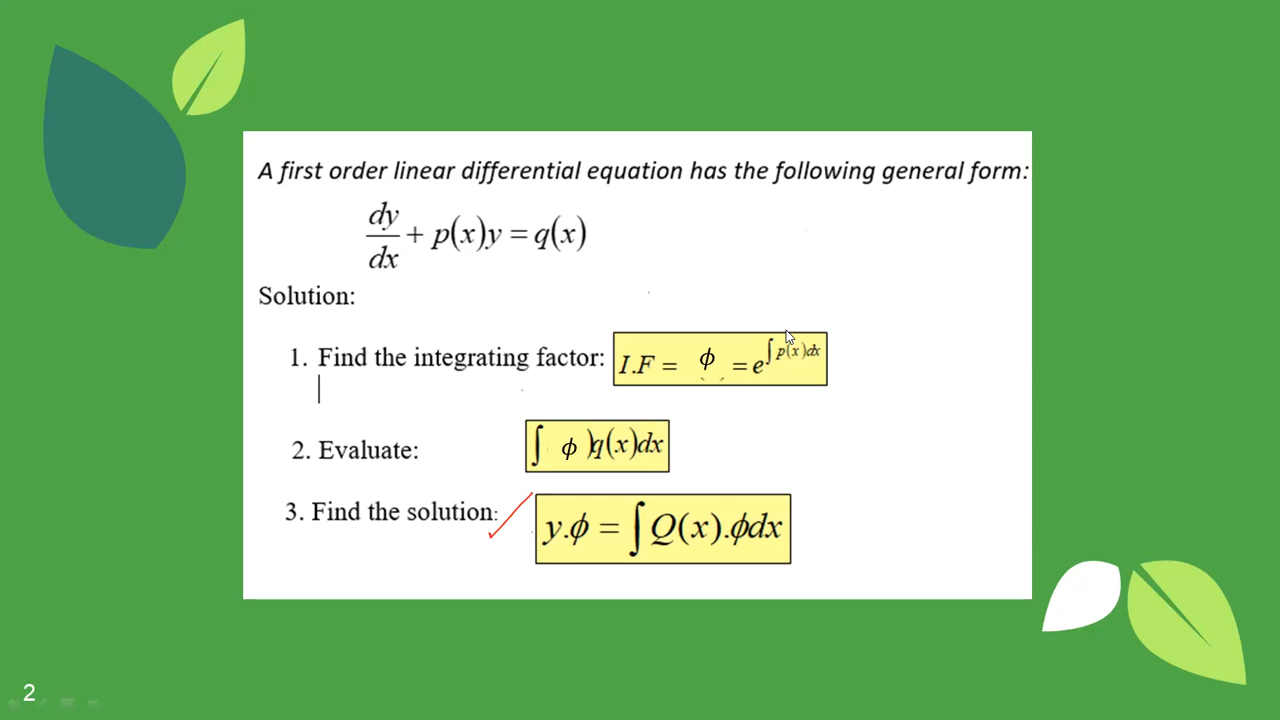 A first order linear differential equation has the following general form:
dy/dx + p(x)y = q(x)
Solution:
1. Find the integrating factor: I.F = ϕ = e^∫p(x)dx
2. Evaluate: ∫ ϕ )q(x)dx
3. Find the solution: y.ϕ = ∫Q(x).ϕdx
2